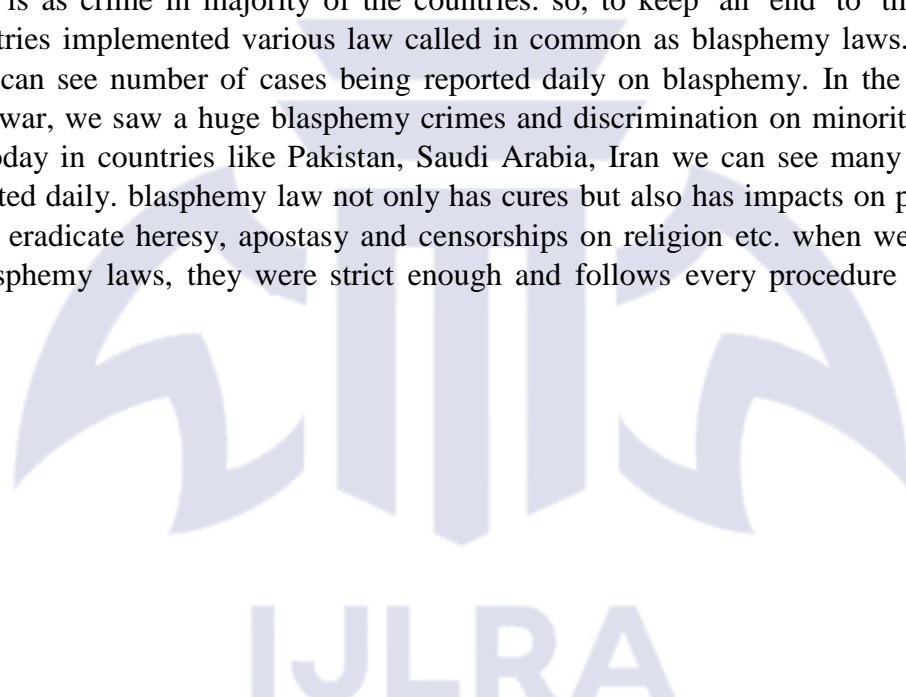 is as crime in majority of the countries. so, to keep an end to
tries implemented various law called in common as blasphemy laws.
can see number of cases being reported daily on blasphemy. In the
war, we saw a huge blasphemy crimes and discrimination on
oday in countries like Pakistan, Saudi Arabia, Iran we can see many
ted daily. blasphemy law not only has cures but also has impacts on
eradicate heresy, apostasy and censorships on religion etc. when we
sphemy laws, they were strict enough and follows every procedure
IJLRA